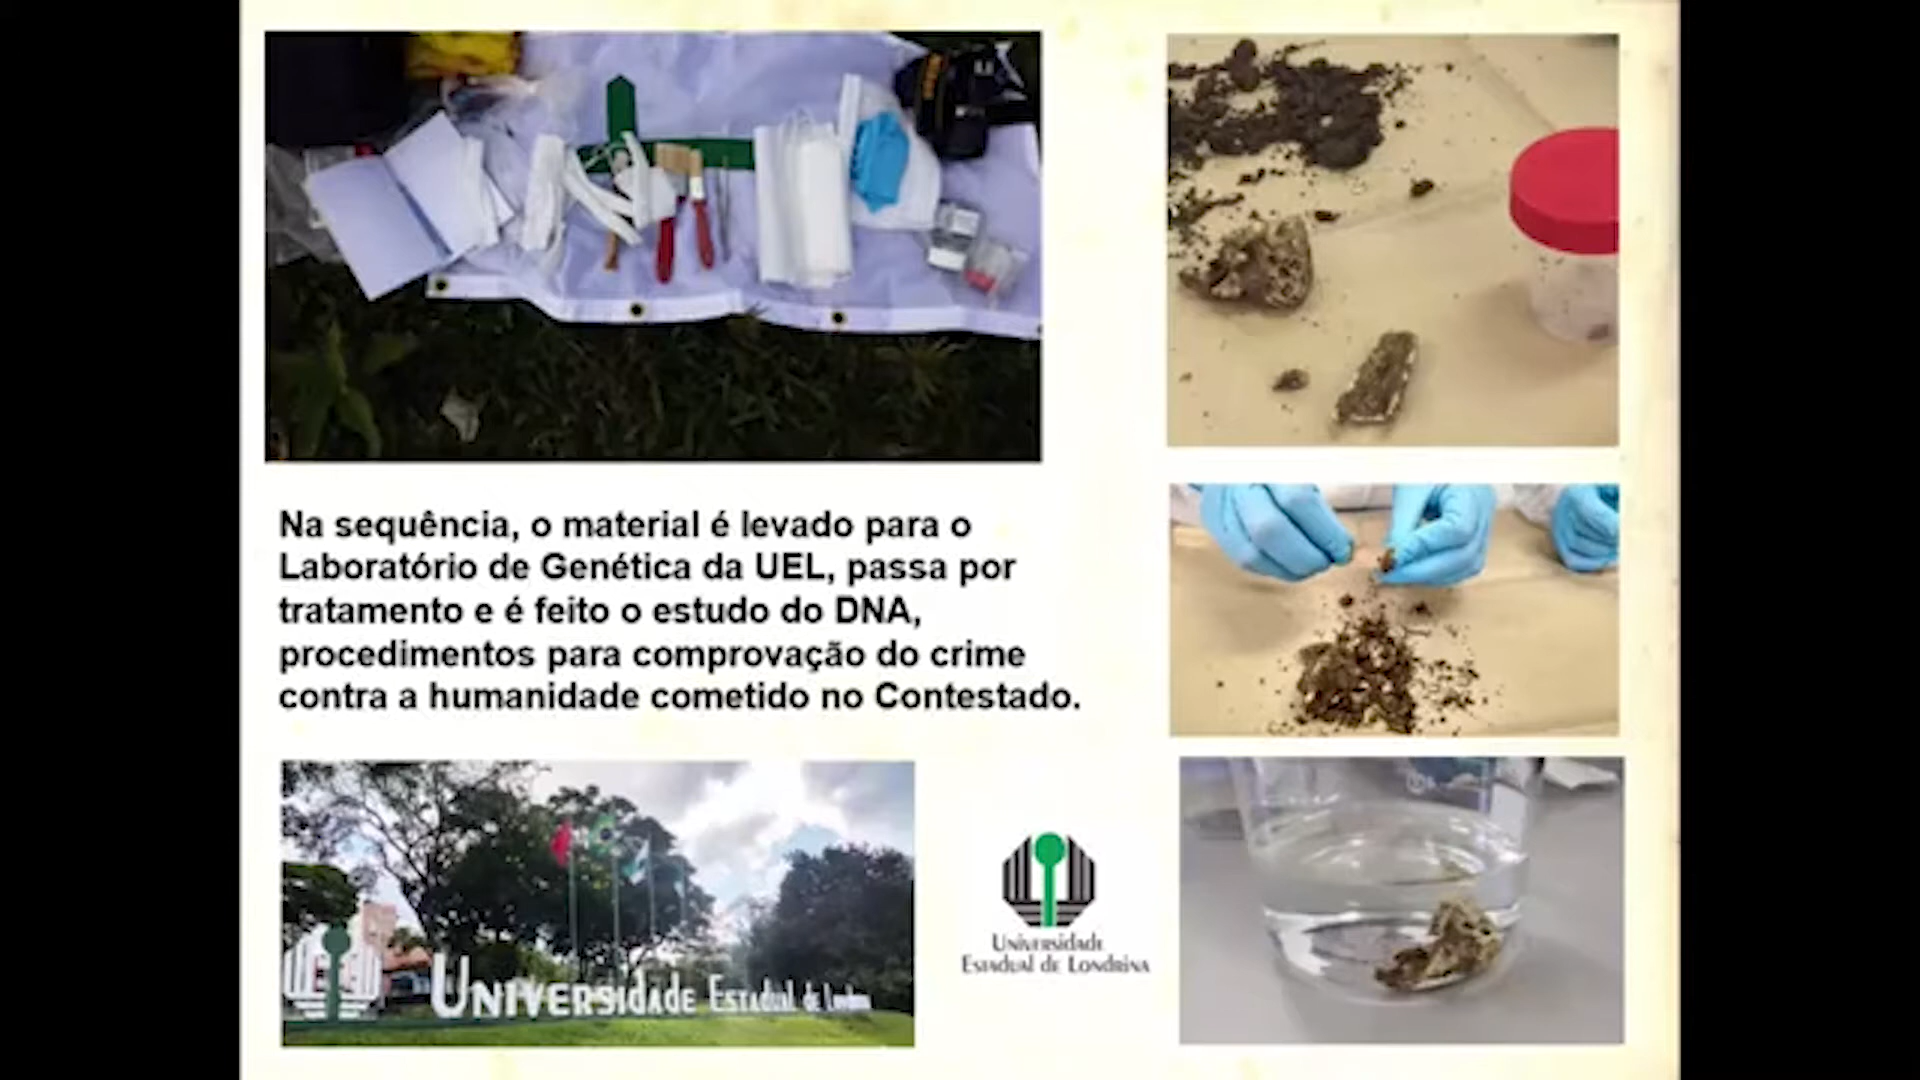 Na sequência, o material é levado para o
Laboratório de Genética da UEL, passa por
tratamento e é feito o estudo do DNA,
procedimentos para comprovação do crime
contra a humanidade cometido no Contestado.
Universidade Estadual de Londrina
Universidade
Estadual de Londrina